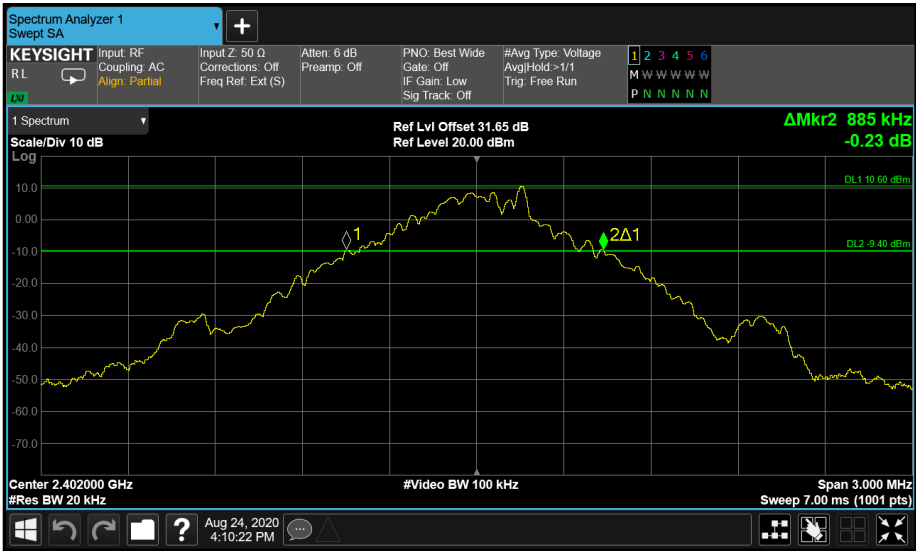 Spectrum Analyzer 1
Swept SA
+
KEYSIGHT
R L
LXI
Input: RF
Coupling: AC
Align: Partial
Input Z: 50 Ω
Corrections: Off
Freq Ref: Ext (S)
Atten: 6 dB
Preamp: Off
PNO: Best Wide
Gate: Off
IF Gain: Low
Sig Track: Off
#Avg Type: Voltage
Avg|Hold:>1/1
Trig: Free Run
1 2 3 4 5 6
M W W W W W
P N N N N N
1 Spectrum
Scale/Div 10 dB
Ref Lvl Offset 31.65 dB
Ref Level 20.00 dBm
ΔMkr2 885 kHz
-0.23 dB
Log
DL1 10.60 dBm
10.0
0.00
1
2Δ1
DL2 -9.40 dBm
-10.0
-20.0
-30.0
-40.0
-50.0
-60.0
-70.0
Center 2.402000 GHz
#Video BW 100 kHz
Span 3.000 MHz
#Res BW 20 kHz
Sweep 7.00 ms (1001 pts)
?
Aug 24, 2020
4:10:22 PM